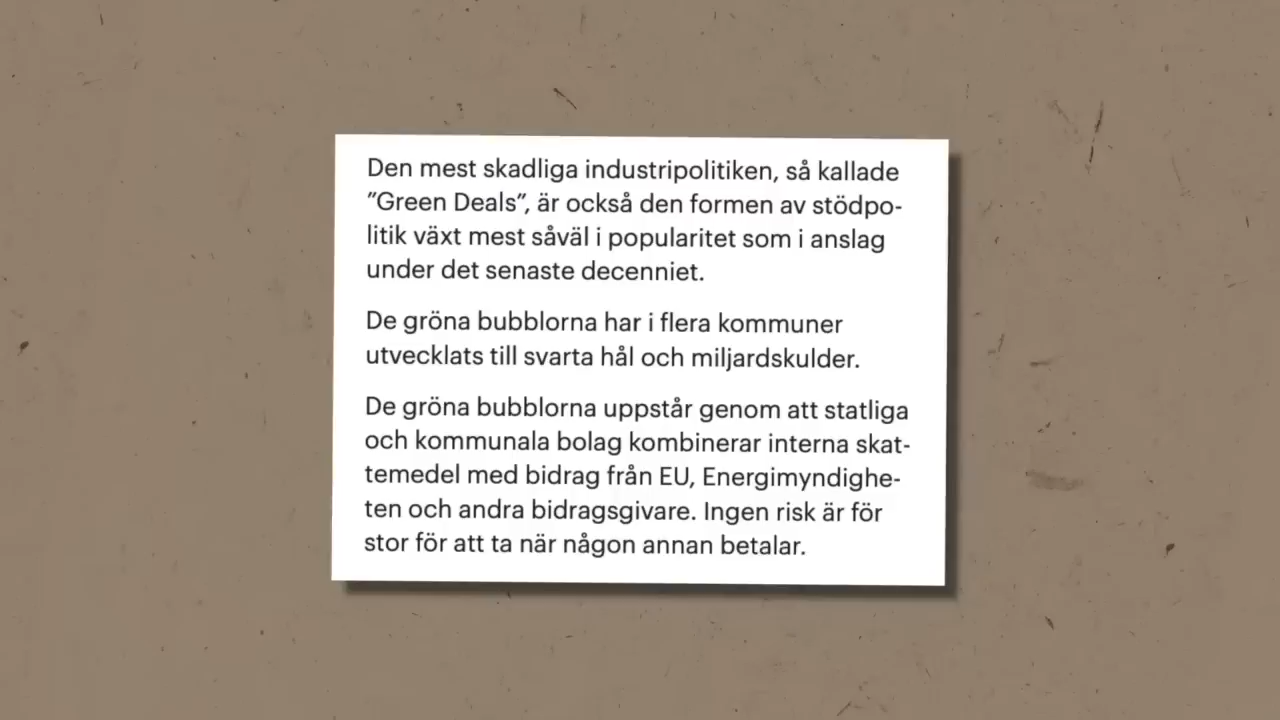 Den mest skadliga industripolitiken, så kallade
”Green Deals”, är också den formen av stödpo-
litik växt mest såväl i popularitet som i anslag
under det senaste decenniet.
De gröna bubblorna har i flera kommuner
utvecklats till svarta hål och miljardskulder.
De gröna bubblorna uppstår genom att statliga
och kommunala bolag kombinerar interna skat-
temedel med bidrag från EU, Energimyndighe-
ten och andra bidragsgivare. Ingen risk är för
stor för att ta när någon annan betalar.